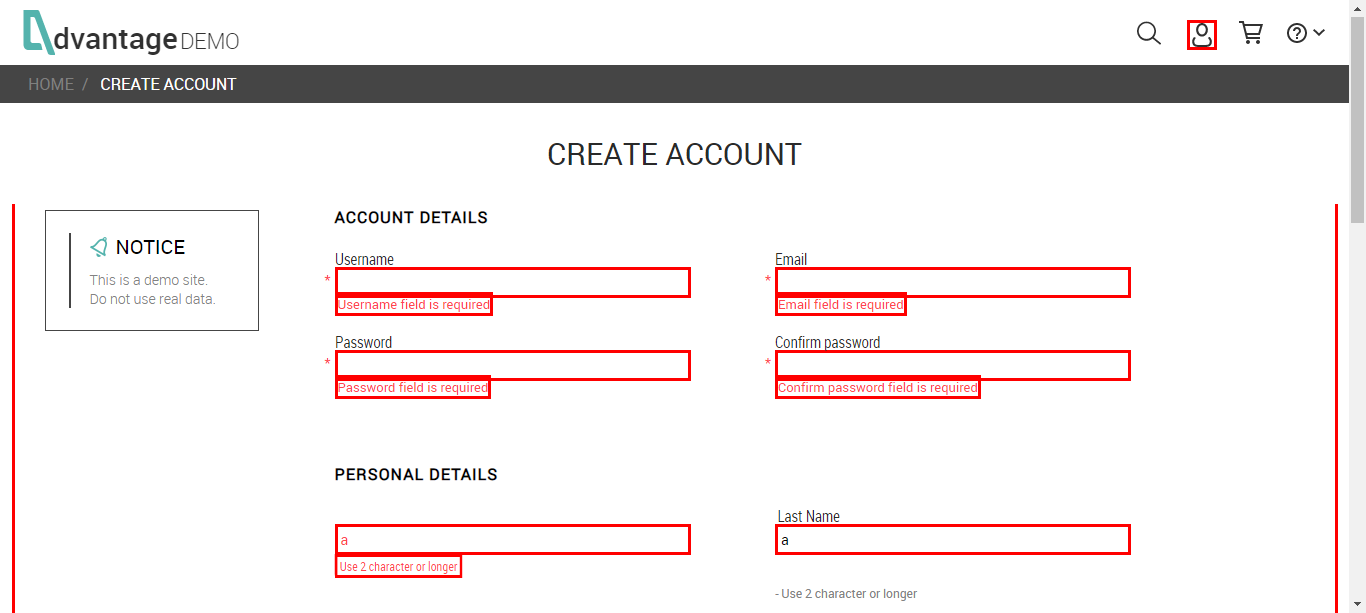 dvantage DEMO
HOME / CREATE ACCOUNT
CREATE ACCOUNT
NOTICE
This is a demo site.
Do not use real data.
ACCOUNT DETAILS
Username
*
Username field is required
Email
*
Email field is required
Password
*
Password field is required
Confirm password
*
Confirm password field is required
PERSONAL DETAILS
a
Use 2 character or longer
Last Name
a
- Use 2 character or longer